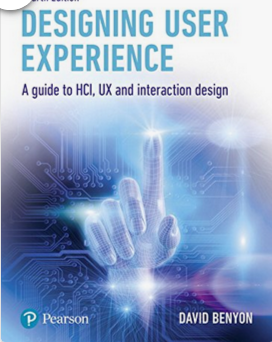 DESIGNING USER
EXPERIENCE
A guide to HCI, UX and interaction design
DAVID BENYON
Pearson